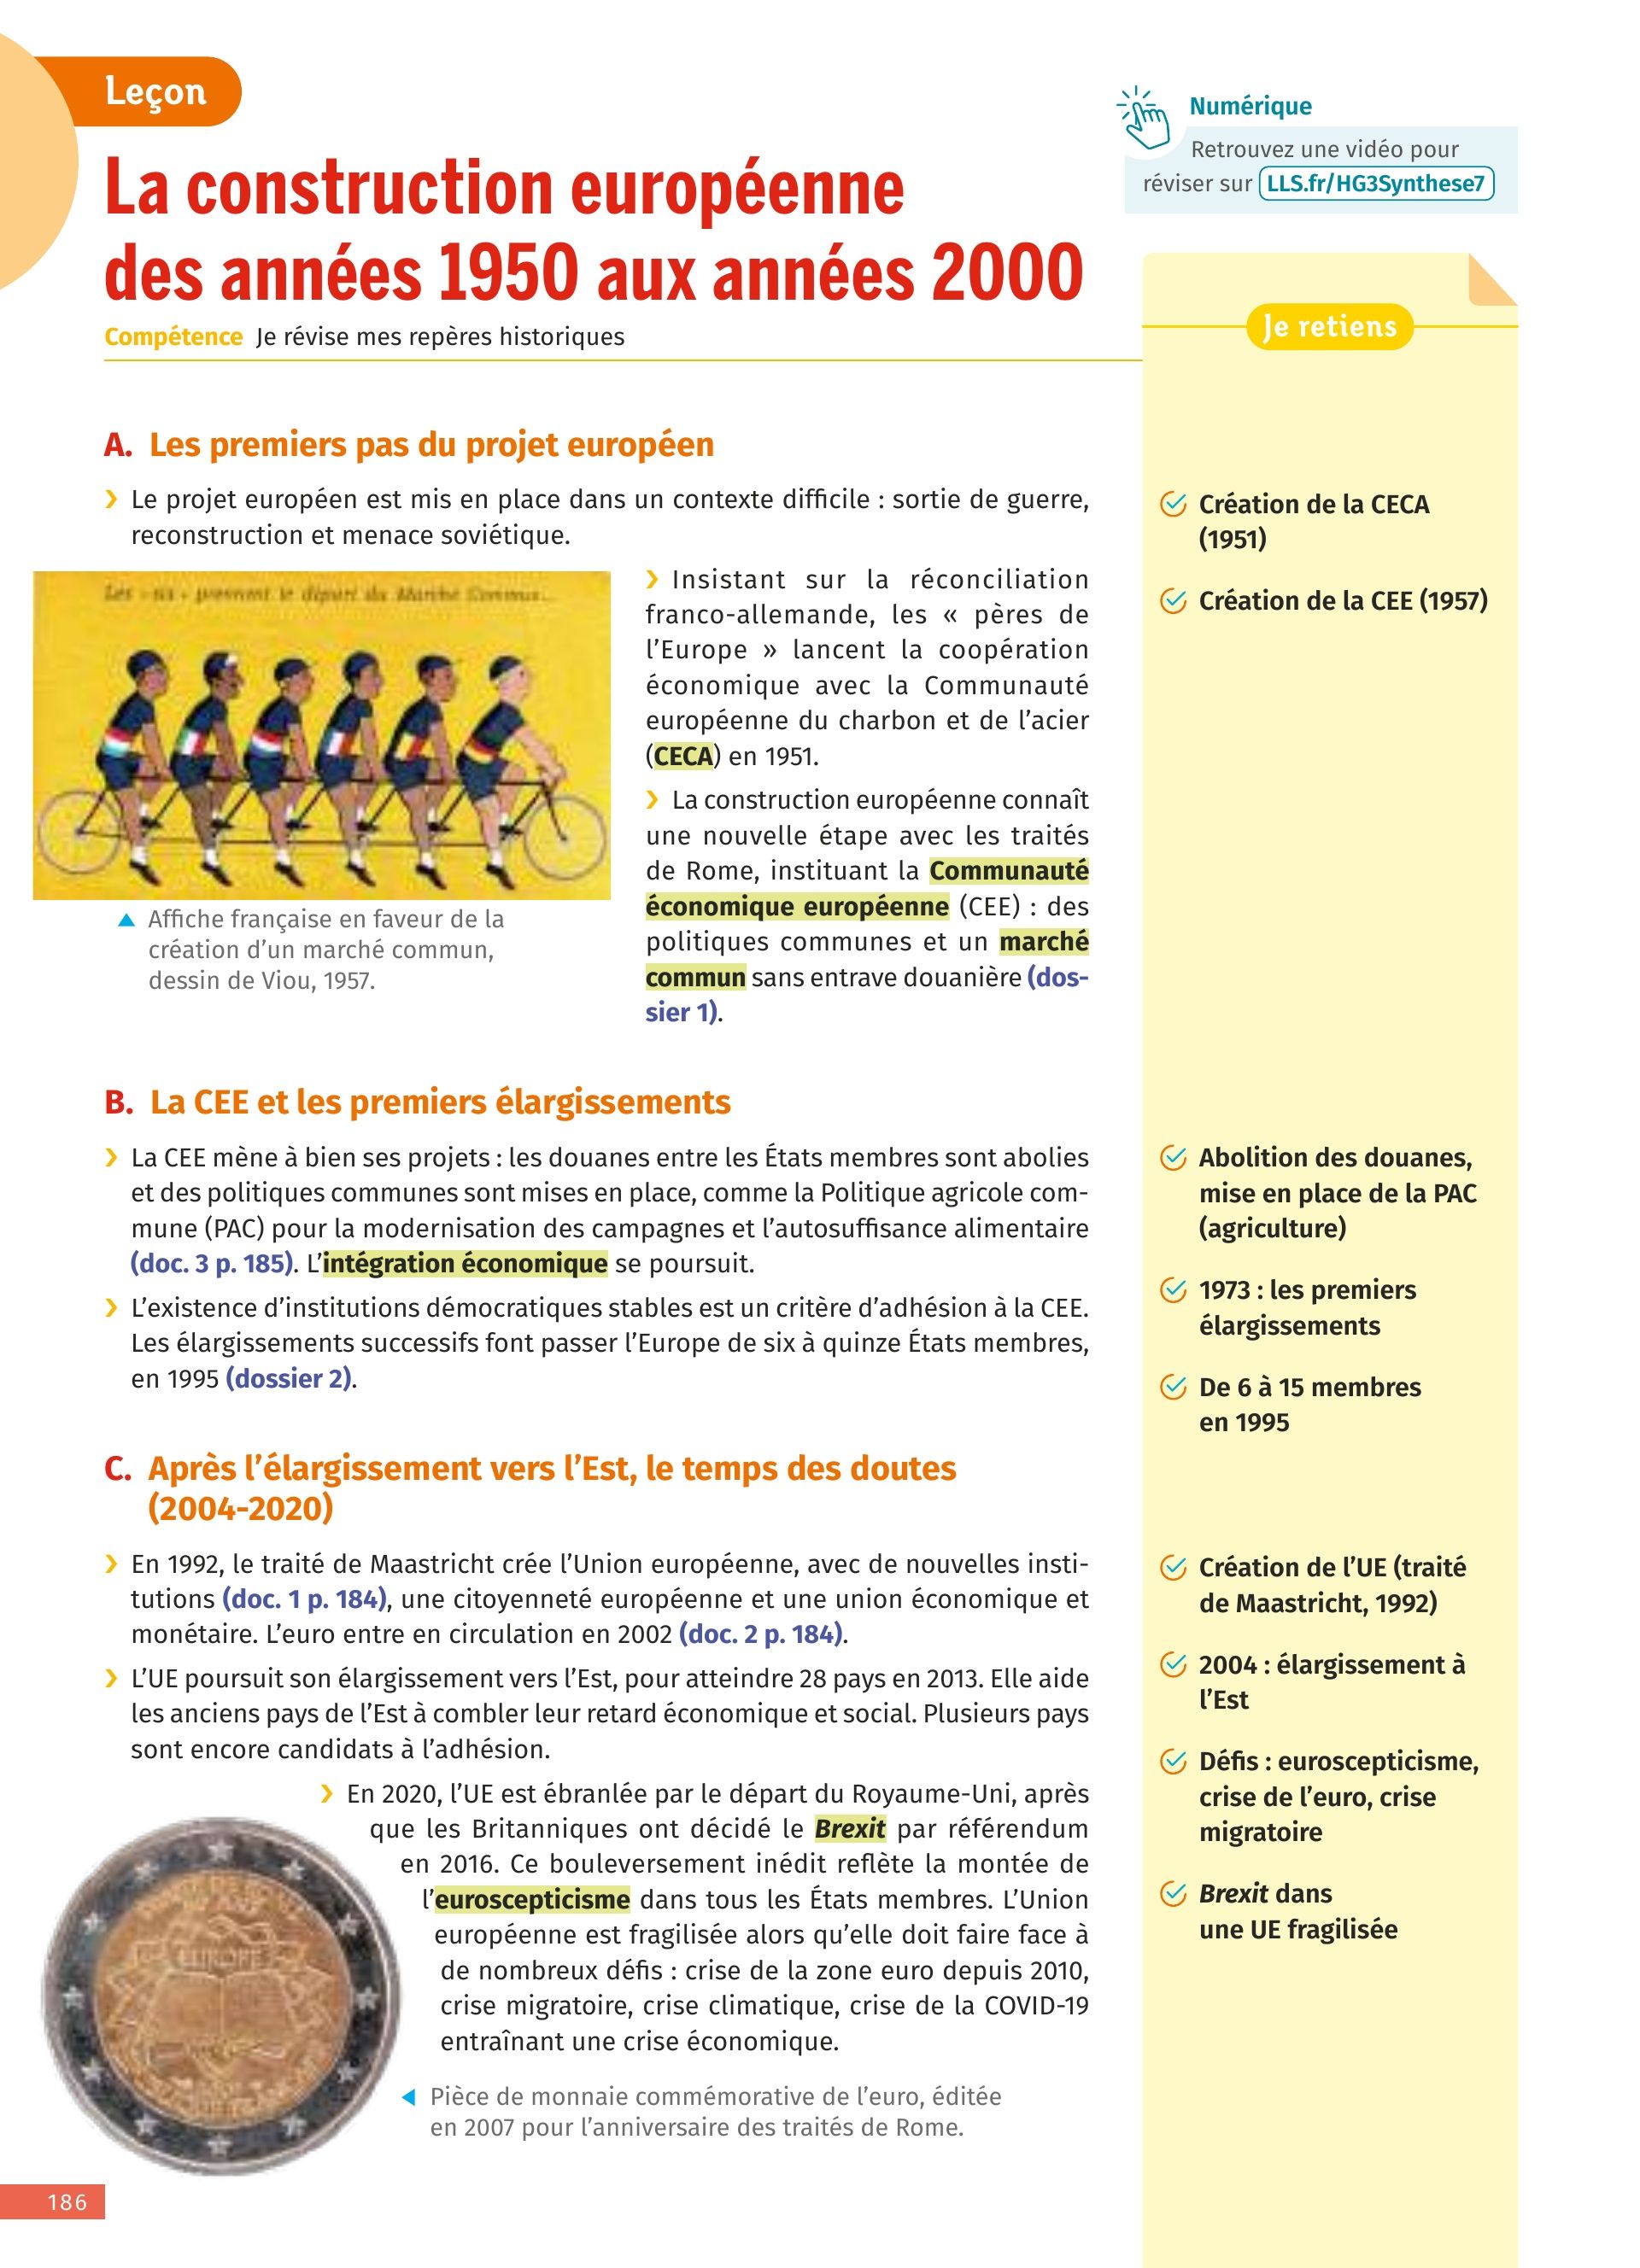 Leçon
La construction européenne
des années 1950 aux années 2000
Compétence Je révise mes repères historiques
Numérique
Retrouvez une vidéo pour
réviser sur LLS.fr/HG3Synthese7
A. Les premiers pas du projet européen
› Le projet européen est mis en place dans un contexte difficile : sortie de guerre,
reconstruction et menace soviétique.
Les « six » prennent le départ du Marché Commun...
▲ Affiche française en faveur de la
création d'un marché commun,
dessin de Viou, 1957.
› Insistant sur la réconciliation
franco-allemande, les « pères de
l'Europe » lancent la coopération
économique avec la Communauté
européenne du charbon et de l'acier
(CECA) en 1951.
› La construction européenne connaît
une nouvelle étape avec les traités
de Rome, instituant la Communauté
économique européenne (CEE) : des
politiques communes et un marché
commun sans entrave douanière (dos-
sier 1).
B. La CEE et les premiers élargissements
› La CEE mène à bien ses projets : les douanes entre les États membres sont abolies
et des politiques communes sont mises en place, comme la Politique agricole com-
mune (PAC) pour la modernisation des campagnes et l'autosuffisance alimentaire
(doc. 3 p. 185). L'intégration économique se poursuit.
› L'existence d'institutions démocratiques stables est un critère d'adhésion à la CEE.
Les élargissements successifs font passer l'Europe de six à quinze États membres,
en 1995 (dossier 2).
C. Après l'élargissement vers l'Est, le temps des doutes
(2004-2020)
› En 1992, le traité de Maastricht crée l'Union européenne, avec de nouvelles insti-
tutions (doc. 1 p. 184), une citoyenneté européenne et une union économique et
monétaire. L'euro entre en circulation en 2002 (doc. 2 p. 184).
› L'UE poursuit son élargissement vers l'Est, pour atteindre 28 pays en 2013. Elle aide
les anciens pays de l'Est à combler leur retard économique et social. Plusieurs pays
sont encore candidats à l'adhésion.
› En 2020, l'UE est ébranlée par le départ du Royaume-Uni, après
que les Britanniques ont décidé le Brexit par référendum
en 2016. Ce bouleversement inédit reflète la montée de
l'euroscepticisme dans tous les États membres. L'Union
européenne est fragilisée alors qu'elle doit faire face à
de nombreux défis : crise de la zone euro depuis 2010,
crise migratoire, crise climatique, crise de la COVID-19
entraînant une crise économique.
EUROPE
◀ Pièce de monnaie commémorative de l'euro, éditée
en 2007 pour l'anniversaire des traités de Rome.
Je retiens
Création de la CECA
(1951)
Création de la CEE (1957)
Abolition des douanes,
mise en place de la PAC
(agriculture)
1973 : les premiers
élargissements
De 6 à 15 membres
en 1995
Création de l'UE (traité
de Maastricht, 1992)
2004 : élargissement à
l'Est
Défis : euroscepticisme,
crise de l'euro, crise
migratoire
Brexit dans
une UE fragilisée
186